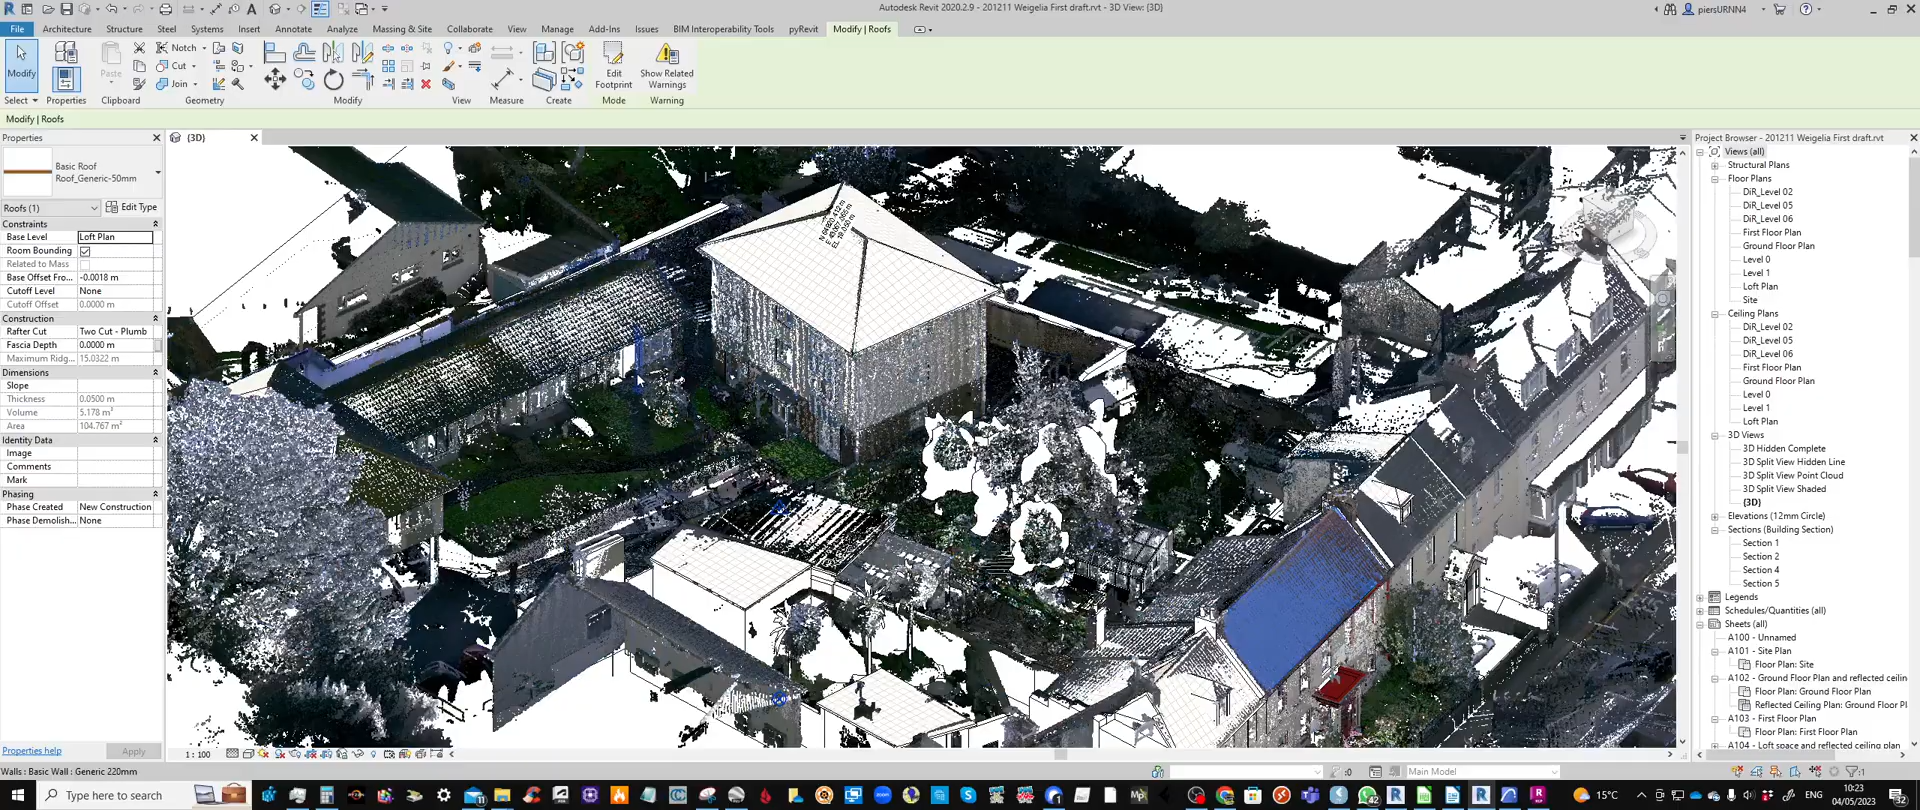 Autodesk Revit 2020.2.9 - 201211 Weigelia First draft.rvt - 3D View: {3D}
piersURNN4
File Architecture Structure Steel Systems Insert Annotate Analyze Massing & Site Collaborate View Manage Add-Ins Issues BIM Interoperability Tools pyRevit Modify | Roofs
Modify Paste Notch Cut Join Edit Footprint Show Related Warnings
Select Properties Clipboard Geometry Modify View Measure Create Mode Warning
Modify | Roofs
Properties
{3D}
Basic Roof
Roof_Generic-50mm
Roofs (1)
Edit Type
Constraints
Base Level Loft Plan
Room Bounding
Related to Mass
Base Offset Fro... -0.0018 m
Cutoff Level None
Cutoff Offset 0.0000 m
Construction
Rafter Cut Two Cut - Plumb
Fascia Depth 0.0000 m
Maximum Ridg... 15.0322 m
Dimensions
Slope
Thickness 0.0500 m
Volume 5.178 m³
Area 104.767 m²
Identity Data
Image
Comments
Mark
Phasing
Phase Created New Construction
Phase Demolish... None
Properties help
Apply
Project Browser - 201211 Weigelia First draft.rvt
Views (all)
Structural Plans
Floor Plans
DiR_Level 02
DiR_Level 05
DiR_Level 06
First Floor Plan
Ground Floor Plan
Level 0
Level 1
Loft Plan
Site
Ceiling Plans
DiR_Level 02
DiR_Level 05
DiR_Level 06
First Floor Plan
Ground Floor Plan
Level 0
Level 1
Loft Plan
3D Views
3D Hidden Complete
3D Split View Hidden Line
3D Split View Point Cloud
3D Split View Shaded
{3D}
Elevations (12mm Circle)
Sections (Building Section)
Section 1
Section 2
Section 4
Section 5
Legends
Schedules/Quantities (all)
Sheets (all)
A100 - Unnamed
A101 - Site Plan
Floor Plan: Site
A102 - Ground Floor Plan and reflected ceilin
Floor Plan: Ground Floor Plan
Reflected Ceiling Plan: Ground Floor Pl
A103 - First Floor Plan
Floor Plan: First Floor Plan
A104 - Loft space and reflected ceiling plan
1 : 100
Walls : Basic Wall : Generic 220mm
:0
Main Model
:1
Type here to search
15°C
ENG
10:23
04/05/2023